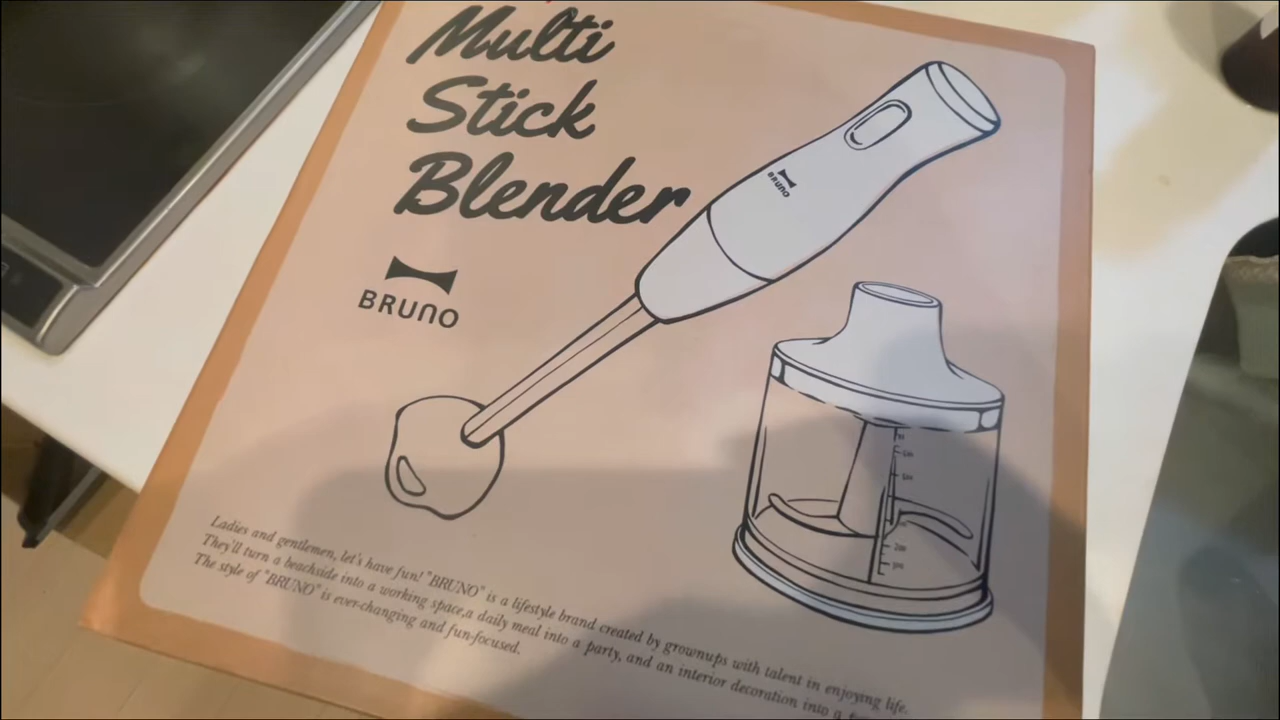 Multi
Stick
Blender
BRUNO
BRUNO
Ladies and gentlemen, let's have fun! "BRUNO" is a lifestyle brand created by grownups with talent in enjoying life.
They'll turn a beachside into a working space,a daily meal into a party, and an interior decoration into a
The style of "BRUNO" is ever-changing and fun-focused.